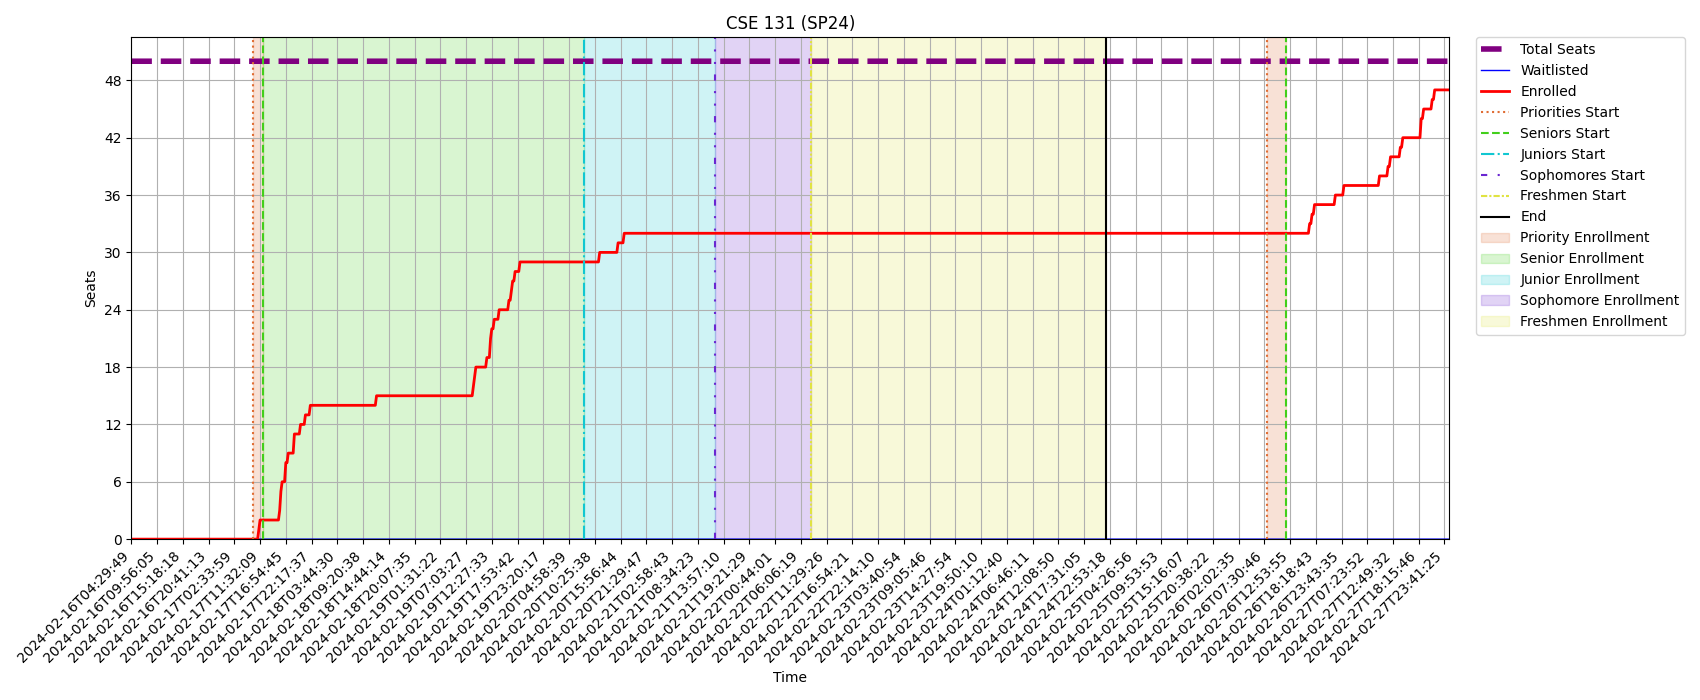 CSE 131 (SP24)
Seats
48
42
36
30
24
18
12
6
0
2024-02-16T04:29:49
2024-02-16T09:56:05
2024-02-16T15:18:18
2024-02-16T20:41:13
2024-02-17T02:33:59
2024-02-17T11:32:09
2024-02-17T16:54:45
2024-02-17T22:17:37
2024-02-18T03:44:30
2024-02-18T09:20:38
2024-02-18T14:44:14
2024-02-18T20:07:35
2024-02-19T01:31:22
2024-02-19T07:03:27
2024-02-19T12:27:33
2024-02-19T17:53:42
2024-02-19T23:20:17
2024-02-20T04:58:39
2024-02-20T10:25:38
2024-02-20T15:56:44
2024-02-20T21:29:47
2024-02-21T02:58:43
2024-02-21T08:34:23
2024-02-21T13:57:10
2024-02-21T19:21:29
2024-02-22T00:44:01
2024-02-22T06:06:19
2024-02-22T11:29:26
2024-02-22T16:54:21
2024-02-22T22:14:10
2024-02-23T03:40:54
2024-02-23T09:05:46
2024-02-23T14:27:54
2024-02-23T19:50:10
2024-02-24T01:12:40
2024-02-24T06:46:11
2024-02-24T12:08:50
2024-02-24T17:31:05
2024-02-24T22:53:18
2024-02-25T04:26:56
2024-02-25T09:53:53
2024-02-25T15:16:07
2024-02-25T20:38:22
2024-02-26T02:02:35
2024-02-26T07:30:46
2024-02-26T12:53:55
2024-02-26T18:18:43
2024-02-26T23:43:35
2024-02-27T07:23:52
2024-02-27T12:49:32
2024-02-27T18:15:46
2024-02-27T23:41:25
Time
Total Seats
Waitlisted
Enrolled
Priorities Start
Seniors Start
Juniors Start
Sophomores Start
Freshmen Start
End
Priority Enrollment
Senior Enrollment
Junior Enrollment
Sophomore Enrollment
Freshmen Enrollment